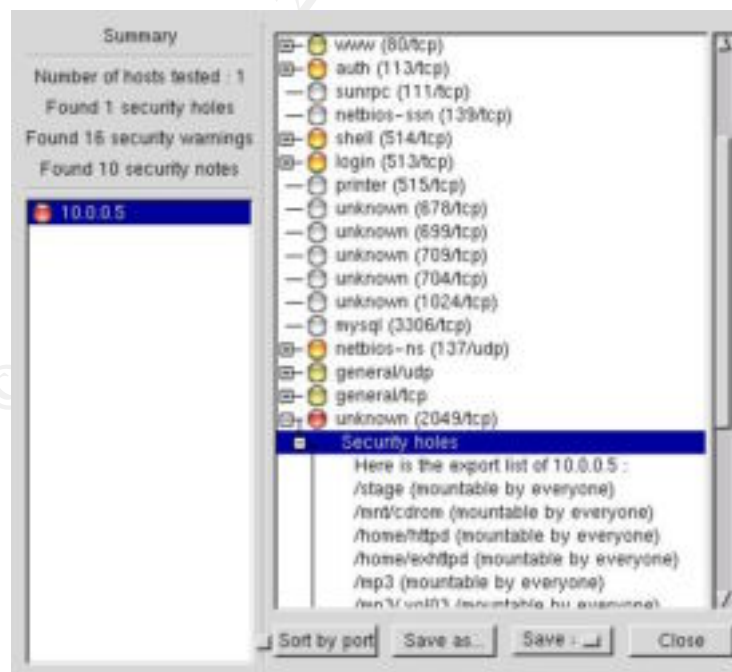 Summary
Number of hosts tested : 1
Found 1 security holes
Found 16 security warnings
Found 10 security notes
10.0.0.5
www (80/tcp)
auth (113/tcp)
sunrpc (111/tcp)
netbios-ssn (139/tcp)
shell (514/tcp)
login (513/tcp)
printer (515/tcp)
unknown (678/tcp)
unknown (699/tcp)
unknown (709/tcp)
unknown (704/tcp)
unknown (1024/tcp)
mysql (3306/tcp)
netbios-ns (137/udp)
general/udp
general/tcp
unknown (2049/tcp)
Security holes
Here is the export list of 10.0.0.5 :
/stage (mountable by everyone)
/mnt/cdrom (mountable by everyone)
/home/httpd (mountable by everyone)
/home/exhttpd (mountable by everyone)
/mp3 (mountable by everyone)
(mountable by everyone)
Sort by port
Save as...
Save :
Close